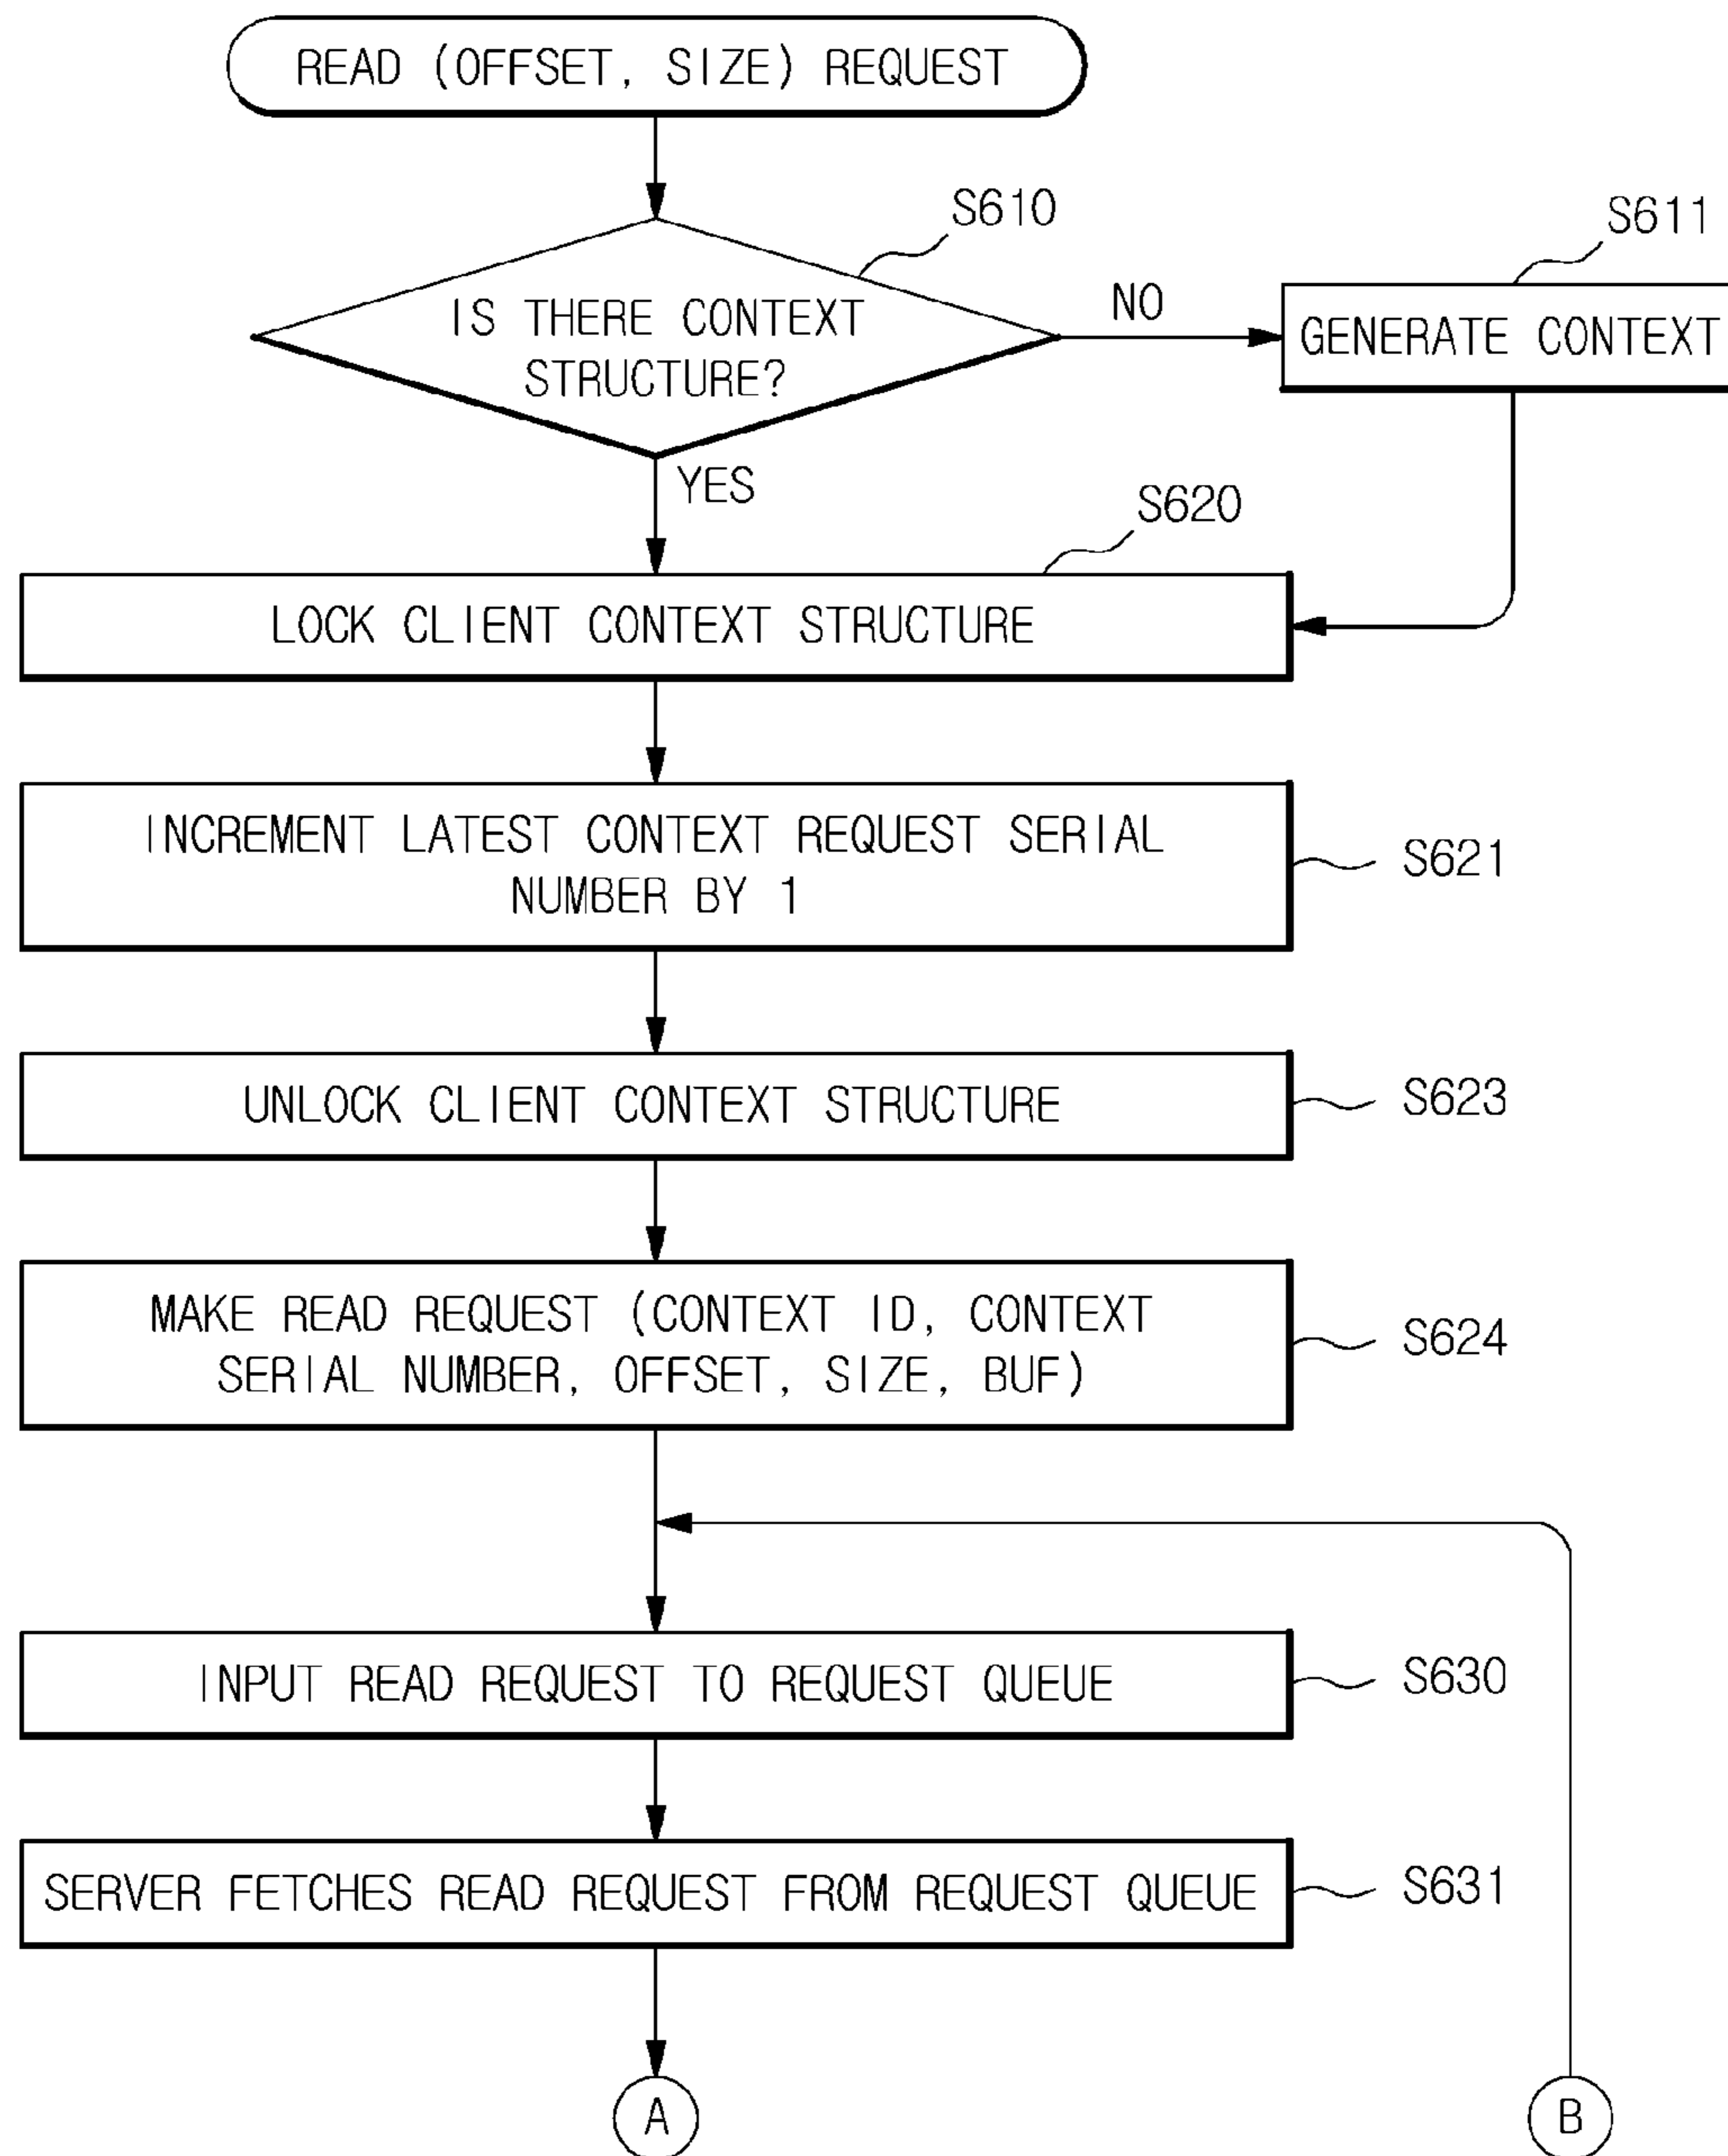 READ (OFFSET, SIZE) REQUEST
S610
S611
IS THERE CONTEXT
STRUCTURE?
NO
GENERATE CONTEXT
YES
S620
LOCK CLIENT CONTEXT STRUCTURE
INCREMENT LATEST CONTEXT REQUEST SERIAL
NUMBER BY 1
S621
UNLOCK CLIENT CONTEXT STRUCTURE
S623
MAKE READ REQUEST (CONTEXT ID, CONTEXT
SERIAL NUMBER, OFFSET, SIZE, BUF)
S624
INPUT READ REQUEST TO REQUEST QUEUE
S630
SERVER FETCHES READ REQUEST FROM REQUEST QUEUE
S631
A
B